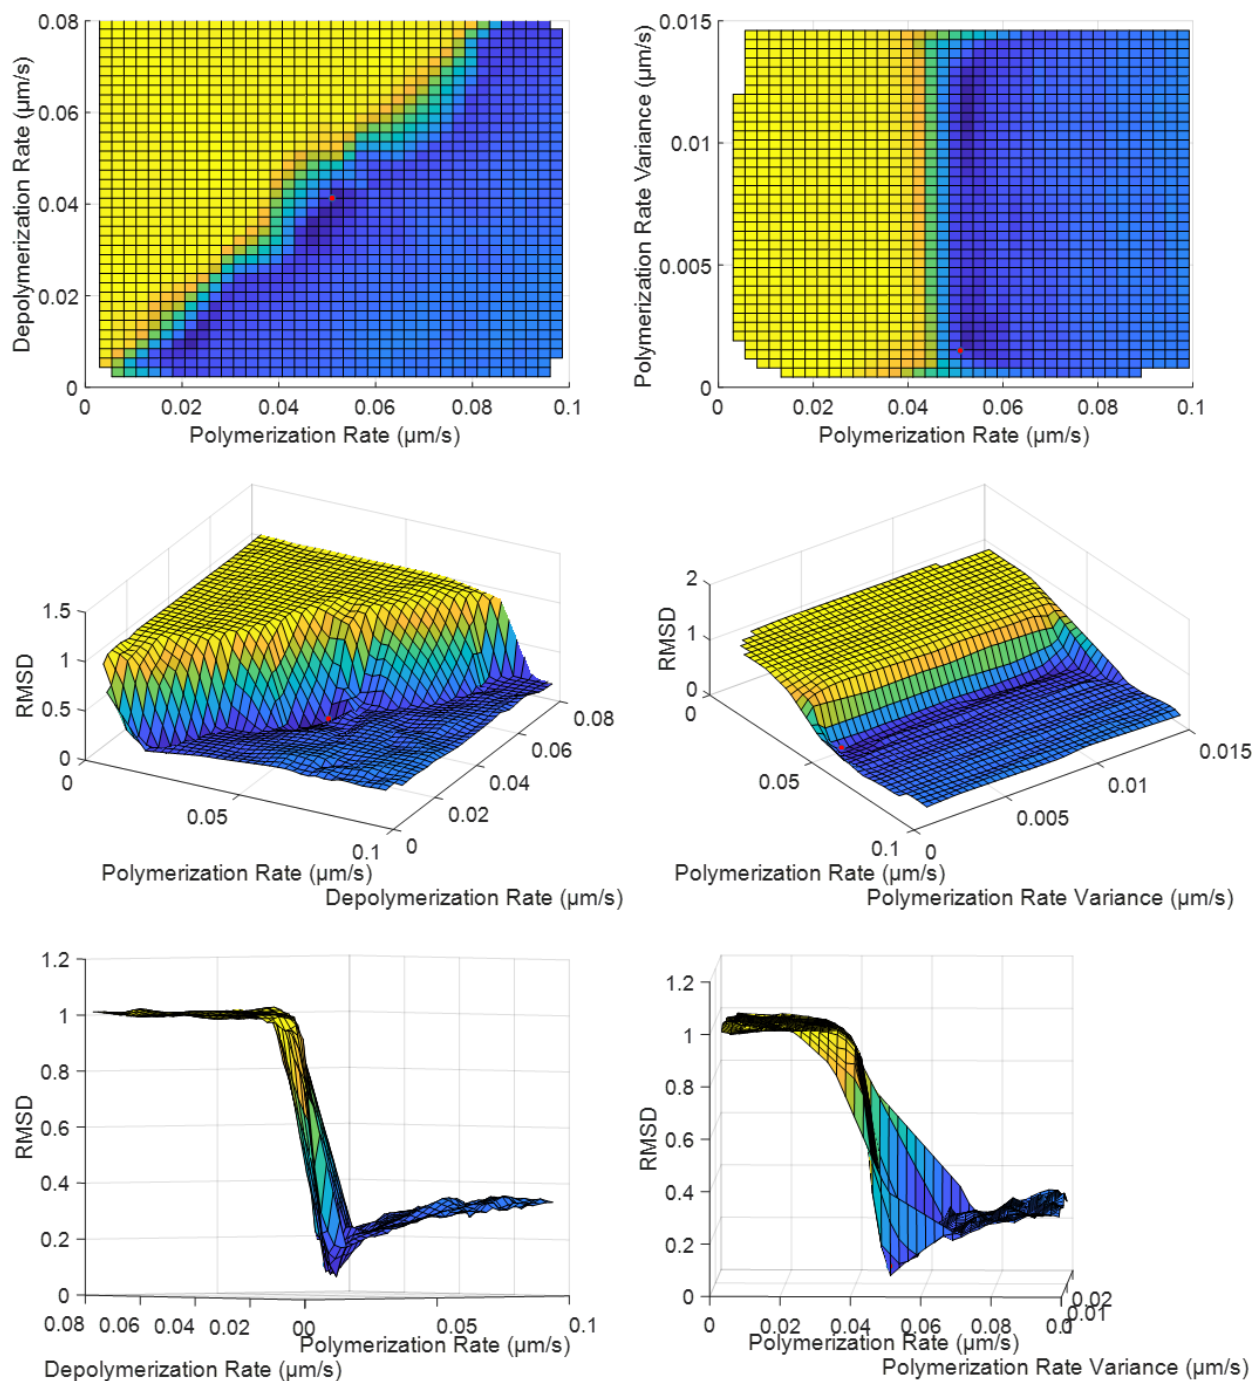 0.08
0.06
0.04
0.02
0
Depolymerization Rate (µm/s)
0 0.02 0.04 0.06 0.08 0.1
Polymerization Rate (µm/s)
0.015
0.01
0.005
0
Polymerization Rate Variance (µm/s)
0 0.02 0.04 0.06 0.08 0.1
Polymerization Rate (µm/s)
1.5
1
0.5
0
RMSD
0 0.05 0.1
Polymerization Rate (µm/s)
0 0.02 0.04 0.06 0.08
Depolymerization Rate (µm/s)
2
1
0
RMSD
0 0.05 0.1
Polymerization Rate (µm/s)
0 0.005 0.01 0.015
Polymerization Rate Variance (µm/s)
1.2
1
0.8
0.6
0.4
0.2
0
RMSD
0.08 0.06 0.04 0.02 0
Depolymerization Rate (µm/s)
0 0.05 0.1
Polymerization Rate (µm/s)
1.2
1
0.8
0.6
0.4
0.2
0
RMSD
0 0.02 0.04 0.06 0.08 0.1
Polymerization Rate (µm/s)
0.01 0.02
Polymerization Rate Variance (µm/s)